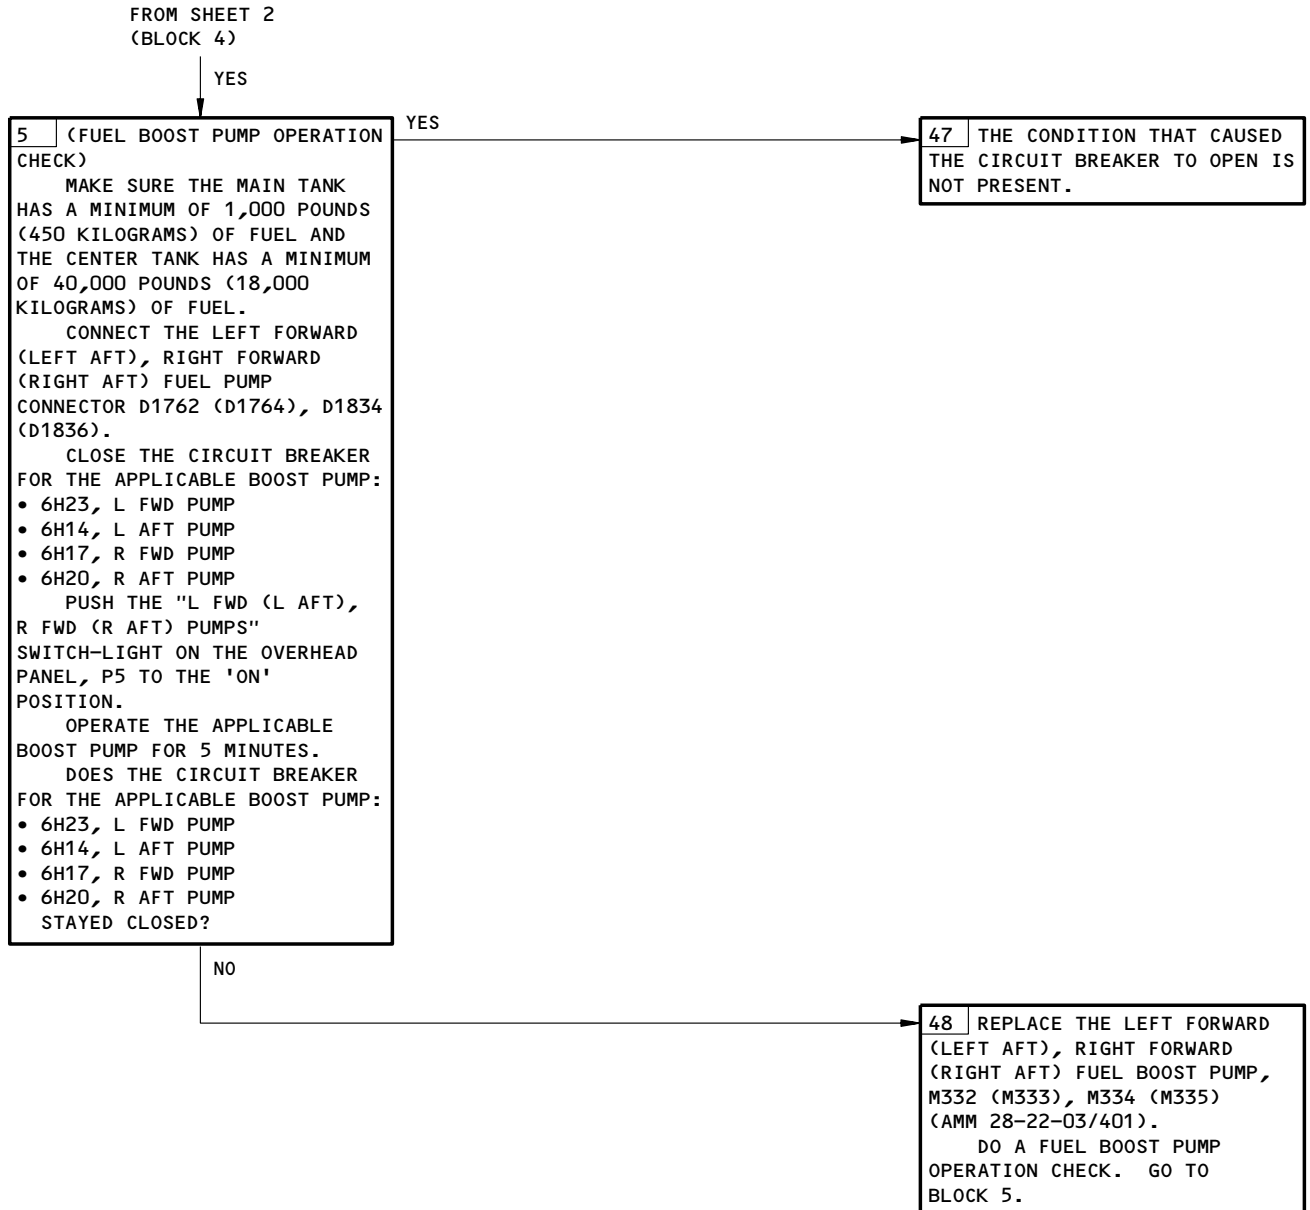 FROM SHEET 2
(BLOCK 4)
YES
5 (FUEL BOOST PUMP OPERATION
CHECK)
MAKE SURE THE MAIN TANK
HAS A MINIMUM OF 1,000 POUNDS
(450 KILOGRAMS) OF FUEL AND
THE CENTER TANK HAS A MINIMUM
OF 40,000 POUNDS (18,000
KILOGRAMS) OF FUEL.
CONNECT THE LEFT FORWARD
(LEFT AFT), RIGHT FORWARD
(RIGHT AFT) FUEL PUMP
CONNECTOR D1762 (D1764), D1834
(D1836).
CLOSE THE CIRCUIT BREAKER
FOR THE APPLICABLE BOOST PUMP:
• 6H23, L FWD PUMP
• 6H14, L AFT PUMP
• 6H17, R FWD PUMP
• 6H20, R AFT PUMP
PUSH THE "L FWD (L AFT),
R FWD (R AFT) PUMPS"
SWITCH-LIGHT ON THE OVERHEAD
PANEL, P5 TO THE 'ON'
POSITION.
OPERATE THE APPLICABLE
BOOST PUMP FOR 5 MINUTES.
DOES THE CIRCUIT BREAKER
FOR THE APPLICABLE BOOST PUMP:
• 6H23, L FWD PUMP
• 6H14, L AFT PUMP
• 6H17, R FWD PUMP
• 6H20, R AFT PUMP
STAYED CLOSED?
YES
47 THE CONDITION THAT CAUSED
THE CIRCUIT BREAKER TO OPEN IS
NOT PRESENT.
NO
48 REPLACE THE LEFT FORWARD
(LEFT AFT), RIGHT FORWARD
(RIGHT AFT) FUEL BOOST PUMP,
M332 (M333), M334 (M335)
(AMM 28-22-03/401).
DO A FUEL BOOST PUMP
OPERATION CHECK. GO TO
BLOCK 5.